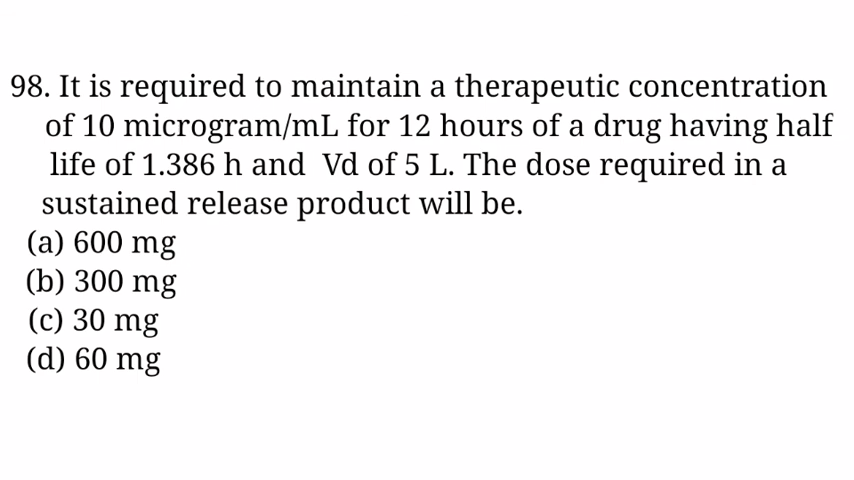 98. It is required to maintain a therapeutic concentration
of 10 microgram/mL for 12 hours of a drug having half
life of 1.386 h and Vd of 5 L. The dose required in a
sustained release product will be.
(a) 600 mg
(b) 300 mg
(c) 30 mg
(d) 60 mg